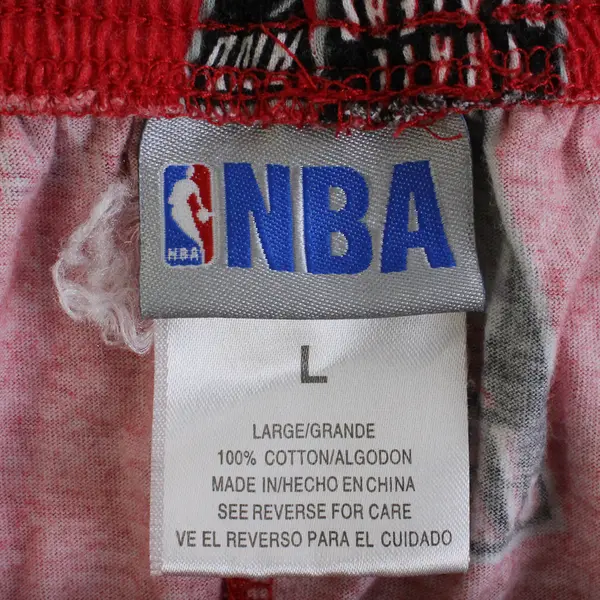 NBA
NBA
L
LARGE/GRANDE
100% COTTON/ALGODON
MADE IN/HECHO EN CHINA
SEE REVERSE FOR CARE
VE EL REVERSO PARA EL CUIDADO